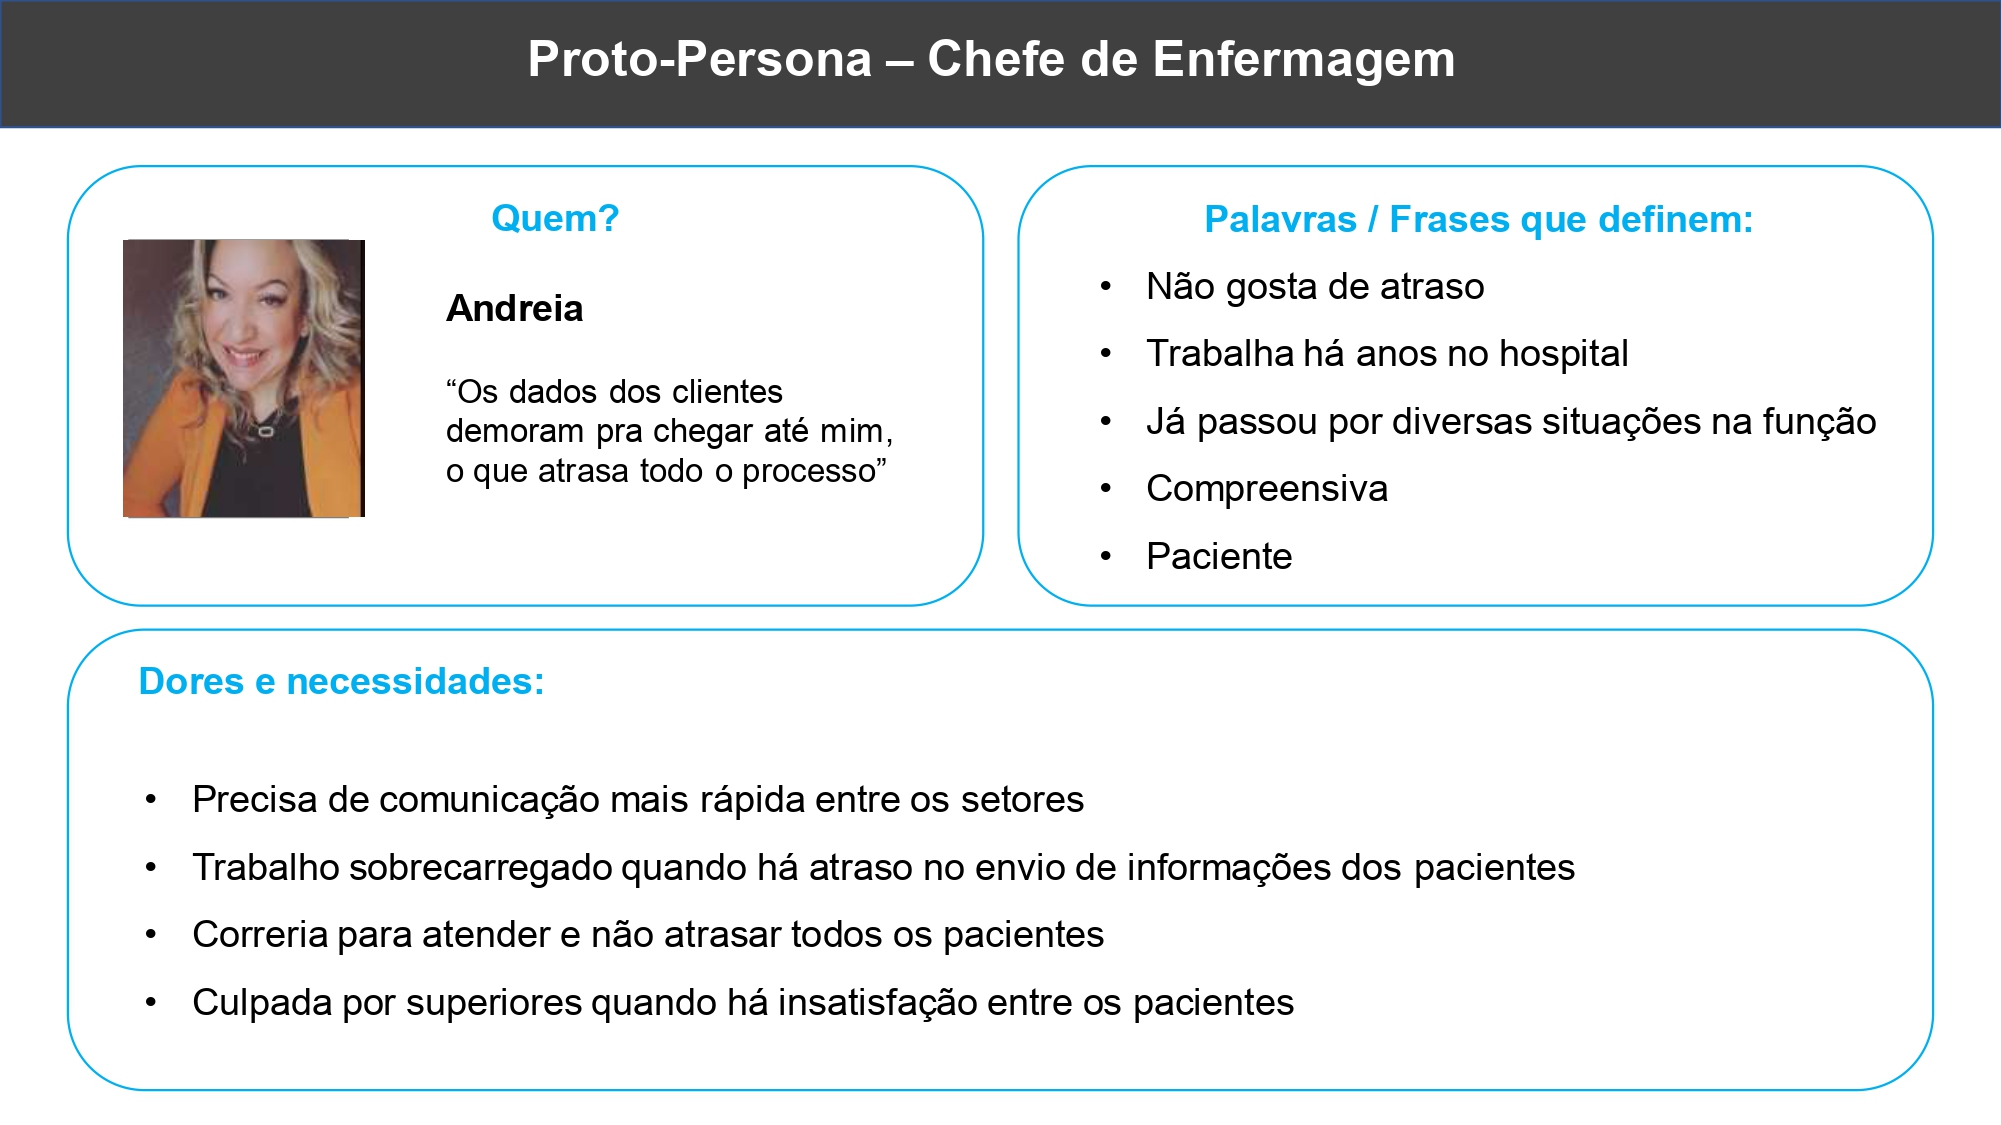 Proto-Persona – Chefe de Enfermagem
Quem?
Andreia
“Os dados dos clientes
demoram pra chegar até mim,
o que atrasa todo o processo”
Palavras / Frases que definem:
• Não gosta de atraso
• Trabalha há anos no hospital
• Já passou por diversas situações na função
• Compreensiva
• Paciente
Dores e necessidades:
• Precisa de comunicação mais rápida entre os setores
• Trabalho sobrecarregado quando há atraso no envio de informações dos pacientes
• Correria para atender e não atrasar todos os pacientes
• Culpada por superiores quando há insatisfação entre os pacientes